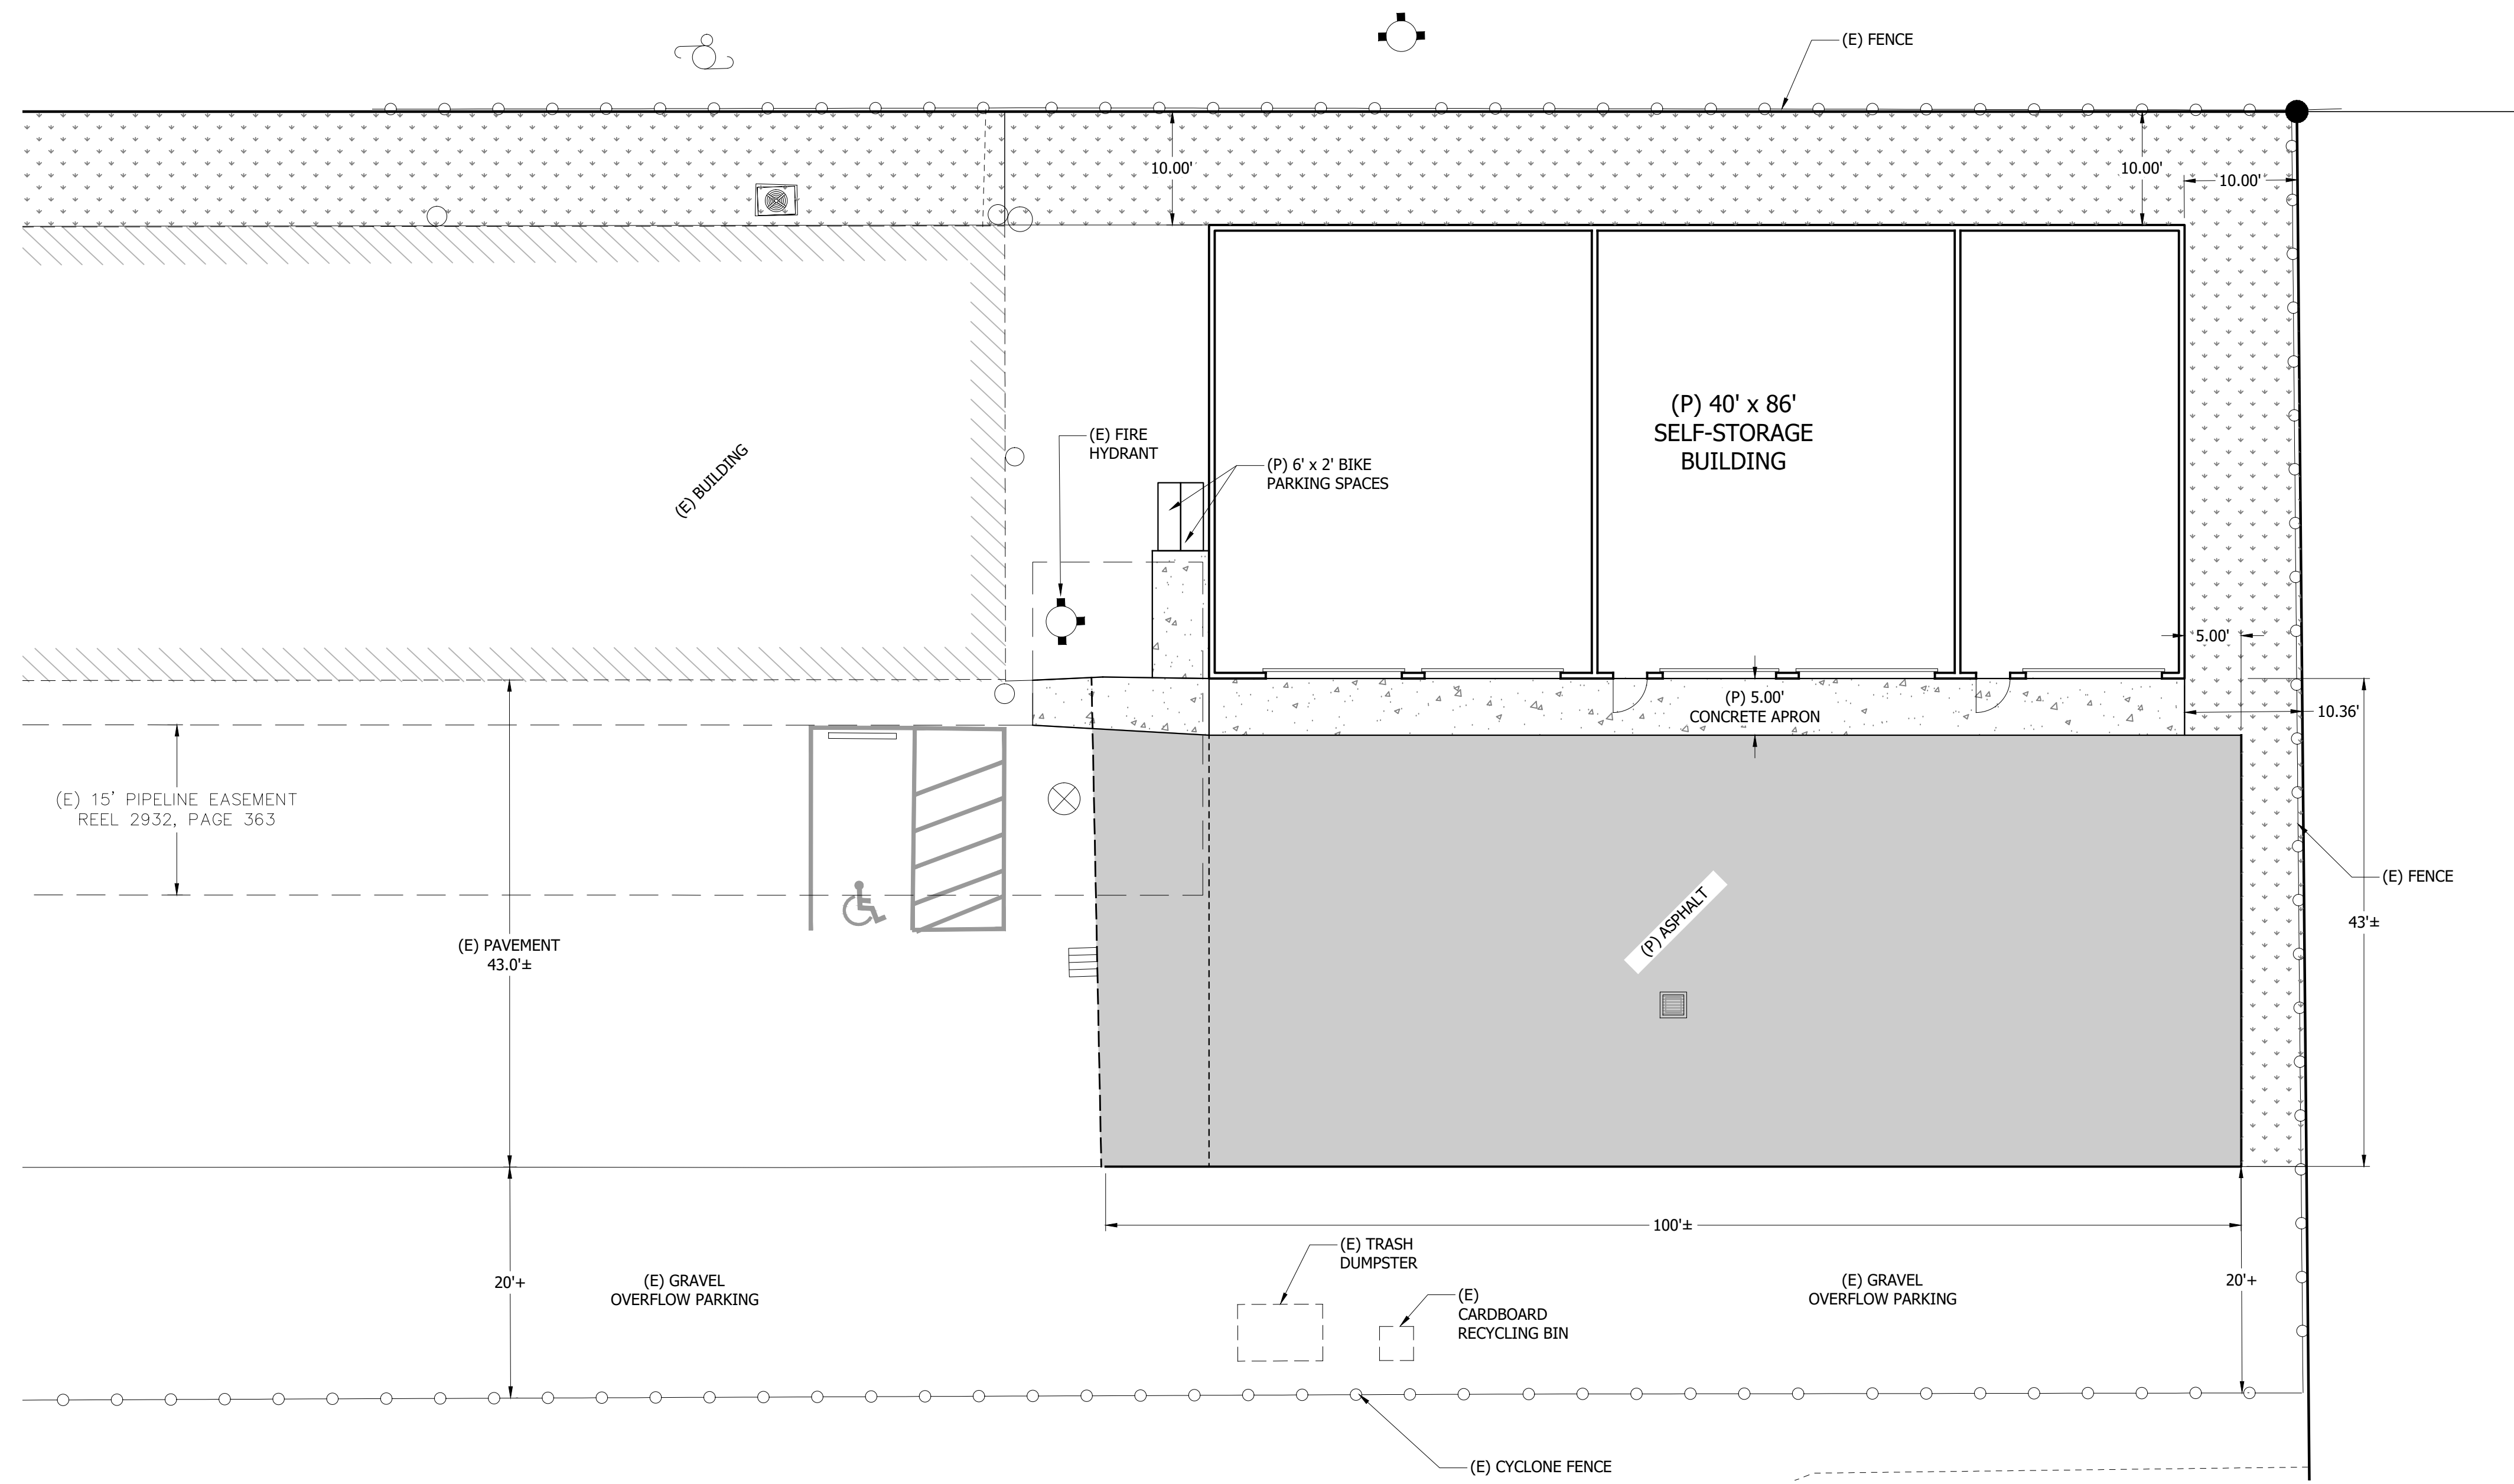 (E) FENCE
10.00'
10.00'
10.00'
(P) 40' x 86'
SELF-STORAGE
BUILDING
(E) FIRE
HYDRANT
(P) 6' x 2' BIKE
PARKING SPACES
(E) BUILDING
5.00'
(P) 5.00'
CONCRETE APRON
10.36'
(E) 15' PIPELINE EASEMENT
REEL 2932, PAGE 363
(E) FENCE
(P) ASPHALT
43'±
(E) PAVEMENT
43.0'±
100'±
(E) TRASH
DUMPSTER
20'+
(E) GRAVEL
OVERFLOW PARKING
(E)
CARDBOARD
RECYCLING BIN
(E) GRAVEL
OVERFLOW PARKING
20'+
(E) CYCLONE FENCE